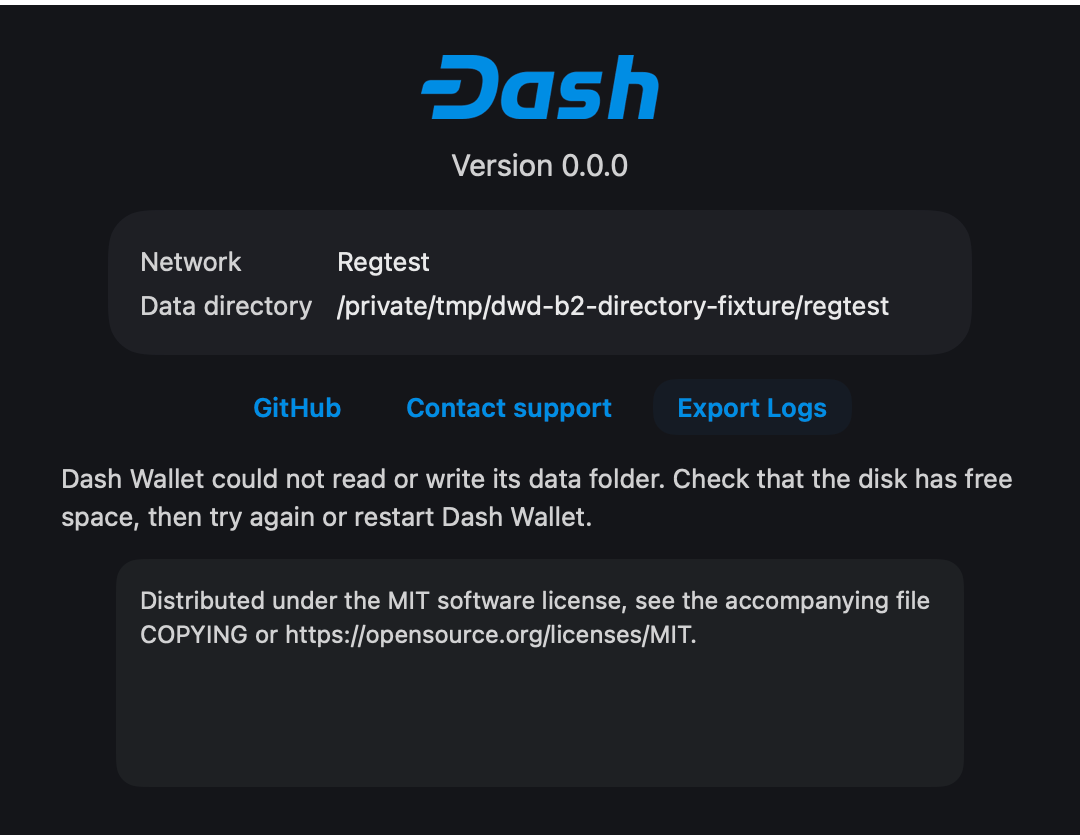 Dash
Version 0.0.0
Network Regtest
Data directory /private/tmp/dwd-b2-directory-fixture/regtest
GitHub Contact support Export Logs
Dash Wallet could not read or write its data folder. Check that the disk has free
space, then try again or restart Dash Wallet.
Distributed under the MIT software license, see the accompanying file
COPYING or https://opensource.org/licenses/MIT.